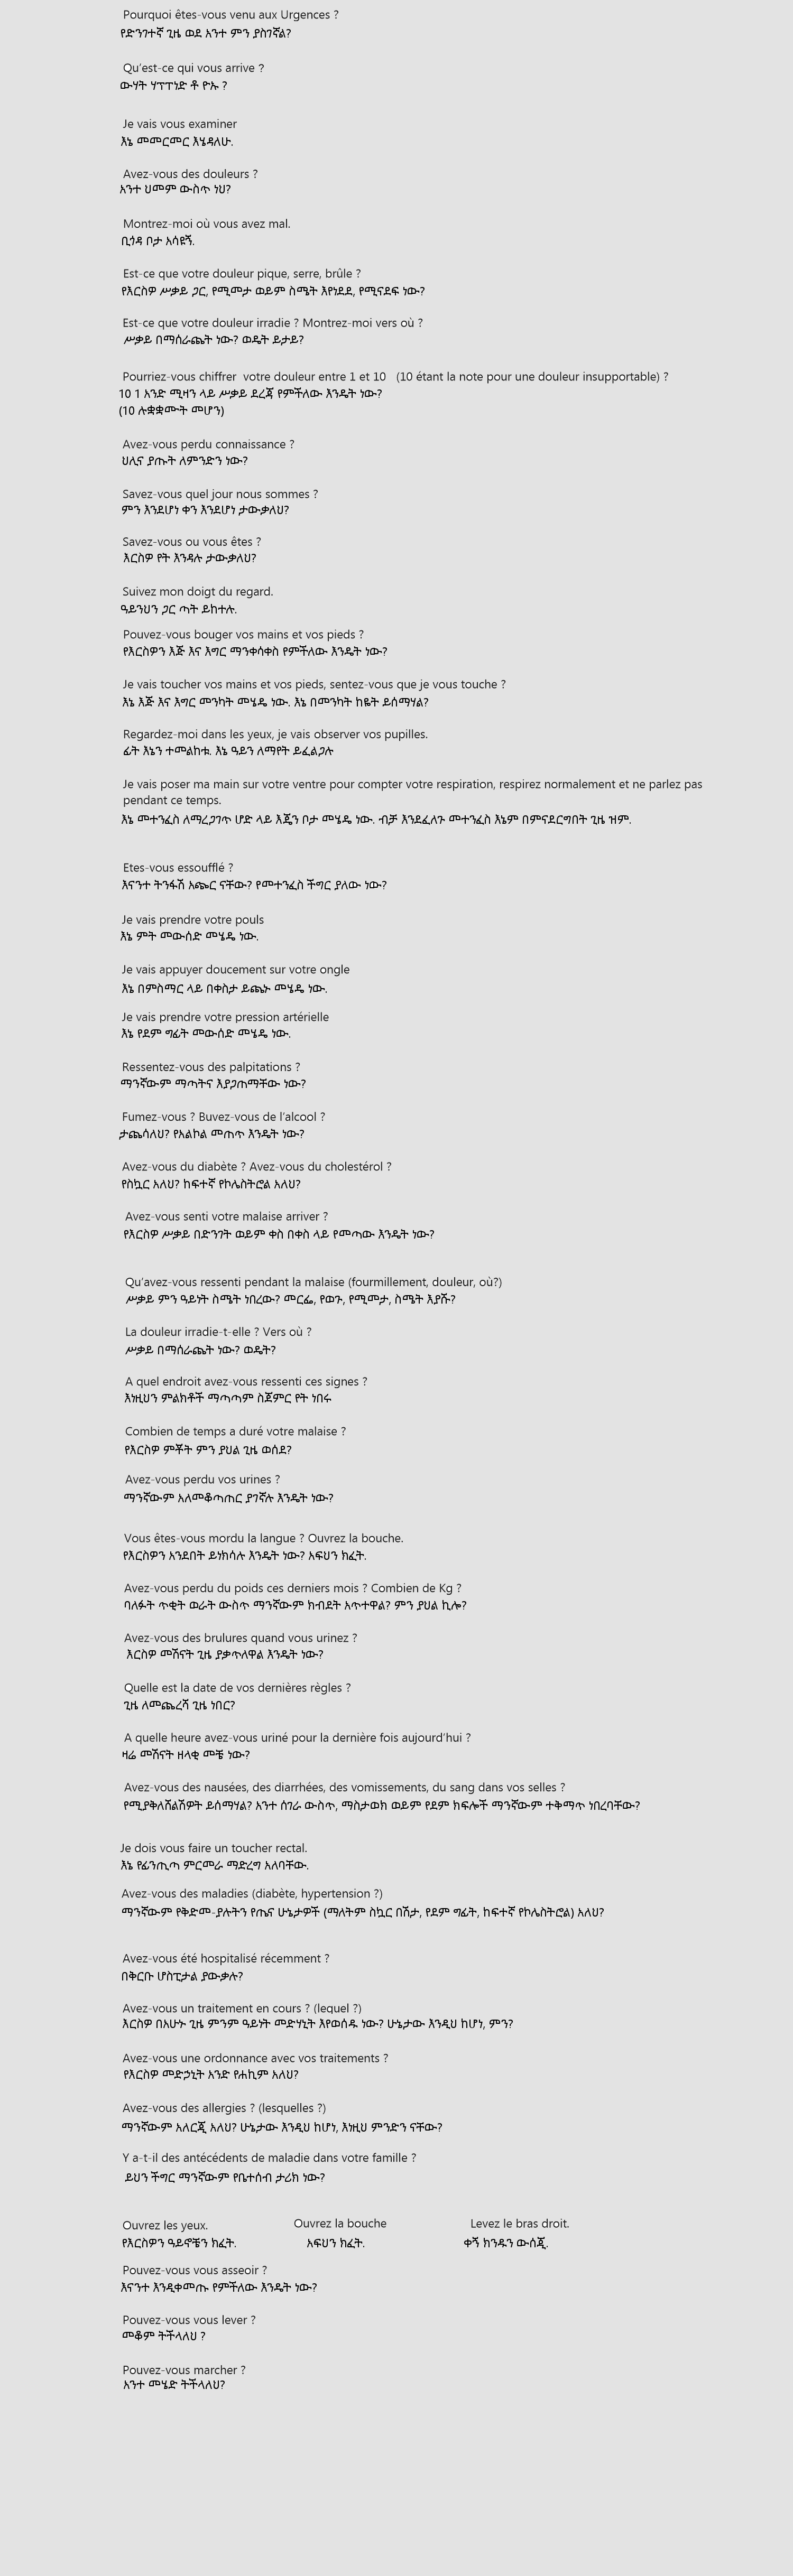 Pourquoi êtes-vous venu aux Urgences ?
የድንገተኛ ጊዜ ወደ አንተ ምን ያስገኛል?
Qu’est-ce qui vous arrive ?
ውሃት ሃፕፐነድ ቶ ዮኡ ?
Je vais vous examiner
እኔ መመርመር እሄዳለሁ.
Avez-vous des douleurs ?
አንተ ህመም ውስጥ ነህ?
Montrez-moi où vous avez mal.
ቢጎዳ ቦታ አሳዩኝ.
Est-ce que votre douleur pique, serre, brûle ?
የእርስዎ ሥቃይ ጋር, የሚመታ ወይም ስሜት እየነደደ, የሚናደፍ ነው?
Est-ce que votre douleur irradie ? Montrez-moi vers où ?
ሥቃይ በማሰራጨት ነው? ወዴት ይታይ?
Pourriez-vous chiffrer votre douleur entre 1 et 10 (10 étant la note pour une douleur insupportable) ?
10 1 አንድ ሚዛን ላይ ሥቃይ ደረጃ የምችለው እንዴት ነው?
(10 ሉቋቋሙት መሆን)
Avez-vous perdu connaissance ?
ህሊና ያጡት ለምንድን ነው?
Savez-vous quel jour nous sommes ?
ምን እንደሆነ ቀን እንደሆነ ታውቃለህ?
Savez-vous ou vous êtes ?
እርስዎ የት እንዳሉ ታውቃለህ?
Suivez mon doigt du regard.
ዓይንህን ጋር ጣት ይከተሉ.
Pouvez-vous bouger vos mains et vos pieds ?
የእርስዎን እጅ እና እግር ማንቀሳቀስ የምችለው እንዴት ነው?
Je vais toucher vos mains et vos pieds, sentez-vous que je vous touche ?
እኔ እጅ እና እግር መንካት መሄዴ ነው. እኔ በመንካት ከዬት ይሰማሃል?
Regardez-moi dans les yeux, je vais observer vos pupilles.
ፊት እኔን ተመልከቱ. እኔ ዓይን ለማየት ይፈልጋሉ
Je vais poser ma main sur votre ventre pour compter votre respiration, respirez normalement et ne parlez pas
pendant ce temps.
እኔ መተንፈስ ለማረጋገጥ ሆድ ላይ እጄን ቦታ መሄዴ ነው. ብቻ እንደፈለጉ መተንፈስ እኔም በምናደርግበት ጊዜ ዝም.
Etes-vous essoufflé ?
እናንተ ትንፋሽ አጭር ናቸው? የመተንፈስ ችግር ያለው ነው?
Je vais prendre votre pouls
እኔ ምት መውሰድ መሄዴ ነው.
Je vais appuyer doucement sur votre ongle
እኔ በምስማር ላይ በቀስታ ይጫኑ መሄዴ ነው.
Je vais prendre votre pression artérielle
እኔ የደም ግፊት መውሰድ መሄዴ ነው.
Ressentez-vous des palpitations ?
ማንኛውም ማጣትና እያጋጠማቸው ነው?
Fumez-vous ? Buvez-vous de l’alcool ?
ታጨሳለህ? የአልኮል መጠጥ እንዴት ነው?
Avez-vous du diabète ? Avez-vous du cholestérol ?
የስኳር አለህ? ከፍተኛ የኮሌስትሮል አለህ?
Avez-vous senti votre malaise arriver ?
የእርስዎ ሥቃይ በድንገት ወይም ቀስ በቀስ ላይ የመጣው እንዴት ነው?
Qu’avez-vous ressenti pendant la malaise (fourmillement, douleur, où?)
ሥቃይ ምን ዓይነት ስሜት ነበረው? መርፌ, የወጉ, የሚመታ, ስሜት እያሹ?
La douleur irradie-t-elle ? Vers où ?
ሥቃይ በማሰራጨት ነው? ወዴት?
A quel endroit avez-vous ressenti ces signes ?
እነዚህን ምልክቶች ማጣጣም ስጀምር የት ነበሩ
Combien de temps a duré votre malaise ?
የእርስዎ ምቾት ምን ያህል ጊዜ ወሰደ?
Avez-vous perdu vos urines ?
ማንኛውም አለመቆጣጠር ያገኛሉ እንዴት ነው?
Vous êtes-vous mordu la langue ? Ouvrez la bouche.
የእርስዎን አንደበት ይነክሳሉ እንዴት ነው? አፍህን ክፈት.
Avez-vous perdu du poids ces derniers mois ? Combien de Kg ?
ባለፉት ጥቂት ወራት ውስጥ ማንኛውም ክብደት አጥተዋል? ምን ያህል ኪሎ?
Avez-vous des brulures quand vous urinez ?
እርስዎ መሽናት ጊዜ ያቃጥለዋል እንዴት ነው?
Quelle est la date de vos dernières règles ?
ጊዜ ለመጨረሻ ጊዜ ነበር?
A quelle heure avez-vous uriné pour la dernière fois aujourd’hui ?
ዛሬ መሽናት ዘላቂ መቼ ነው?
Avez-vous des nausées, des diarrhées, des vomissements, du sang dans vos selles ?
የሚያቅለሸልሽዎት ይሰማሃል? አንተ ሰገራ ውስጥ, ማስታወክ ወይም የደም ክፍሎች ማንኛውም ተቅማጥ ነበረባቸው?
Je dois vous faire un toucher rectal.
እኔ የፊንጢጣ ምርመራ ማድረግ አለባቸው.
Avez-vous des maladies (diabète, hypertension ?)
ማንኛውም የቅድመ-ያሉትን የጤና ሁኔታዎች (ማለትም ስኳር በሽታ, የደም ግፊት, ከፍተኛ የኮሌስትሮል) አለህ?
Avez-vous été hospitalisé récemment ?
በቅርቡ ሆስፒታል ያውቃሉ?
Avez-vous un traitement en cours ? (lequel ?)
እርስዎ በአሁኑ ጊዜ ምንም ዓይነት መድሃኒት እየወሰዱ ነው? ሁኔታው እንዲህ ከሆነ, ምን?
Avez-vous une ordonnance avec vos traitements ?
የእርስዎ መድኃኒት አንድ የሐኪም አለህ?
Avez-vous des allergies ? (lesquelles ?)
ማንኛውም አለርጂ አለህ? ሁኔታው እንዲህ ከሆነ, እነዚህ ምንድን ናቸው?
Y a-t-il des antécédents de maladie dans votre famille ?
ይህን ችግር ማንኛውም የቤተሰብ ታሪክ ነው?
Ouvrez les yeux. Ouvrez la bouche Levez le bras droit.
የእርስዎን ዓይኖቼን ክፈት. አፍህን ክፈት. ቀኝ ክንዱን ውሰጂ.
Pouvez-vous vous asseoir ?
እናንተ እንዲቀመጡ የምችለው እንዴት ነው?
Pouvez-vous vous lever ?
መቆም ትችላለህ ?
Pouvez-vous marcher ?
አንተ መሄድ ትችላለህ?